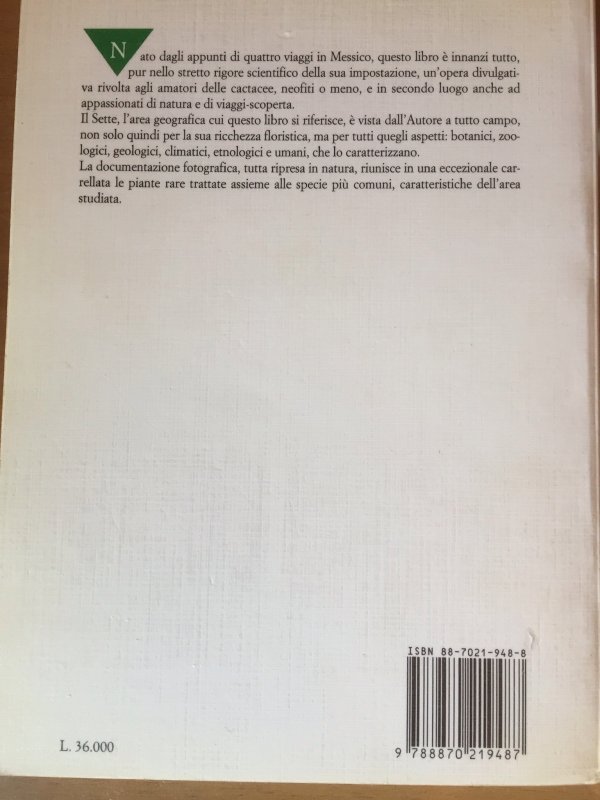 Nato dagli appunti di quattro viaggi in Messico, questo libro è innanzi tutto,
pur nello stretto rigore scientifico della sua impostazione, un'opera divulgati-
va rivolta agli amatori delle cactacee, neofiti o meno, e in secondo luogo anche ad
appassionati di natura e di viaggi-scoperta.
Il Sette, l'area geografica cui questo libro si riferisce, è vista dall'Autore a tutto campo,
non solo quindi per la sua ricchezza floristica, ma per tutti quegli aspetti: botanici, zoo-
logici, geologici, climatici, etnologici e umani, che lo caratterizzano.
La documentazione fotografica, tutta ripresa in natura, riunisce in una eccezionale car-
rellata le piante rare trattate assieme alle specie più comuni, caratteristiche dell'area
studiata.
ISBN 88-7021-948-8
9 788870 219487
L. 36.000